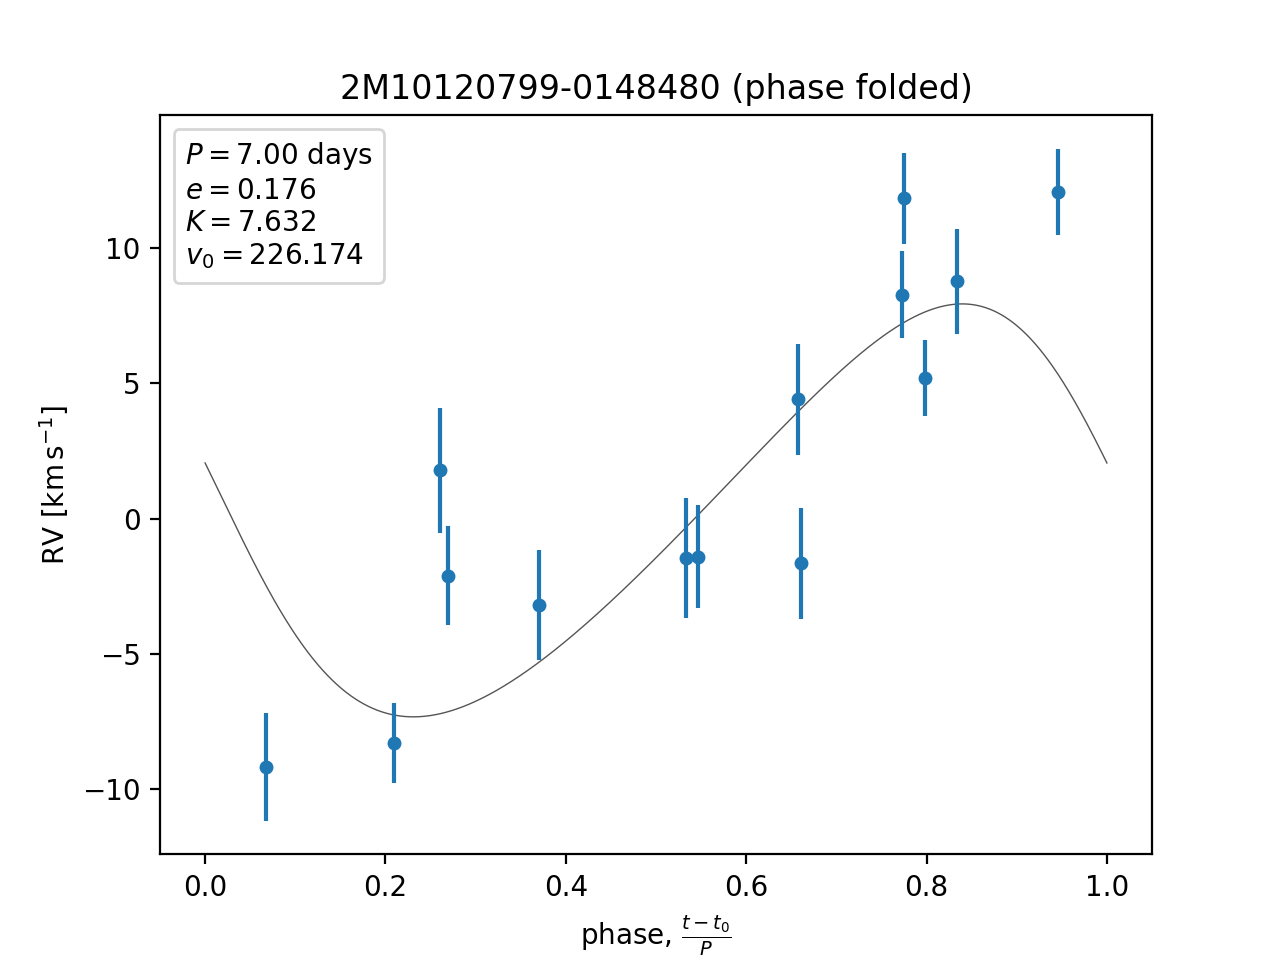 2M10120799-0148480 (phase folded)
P = 7.00 days
e = 0.176
K = 7.632
v₀ = 226.174
RV [km s⁻¹]
10
5
0
−5
−10
0.0 0.2 0.4 0.6 0.8 1.0
phase, (t − t₀)/P